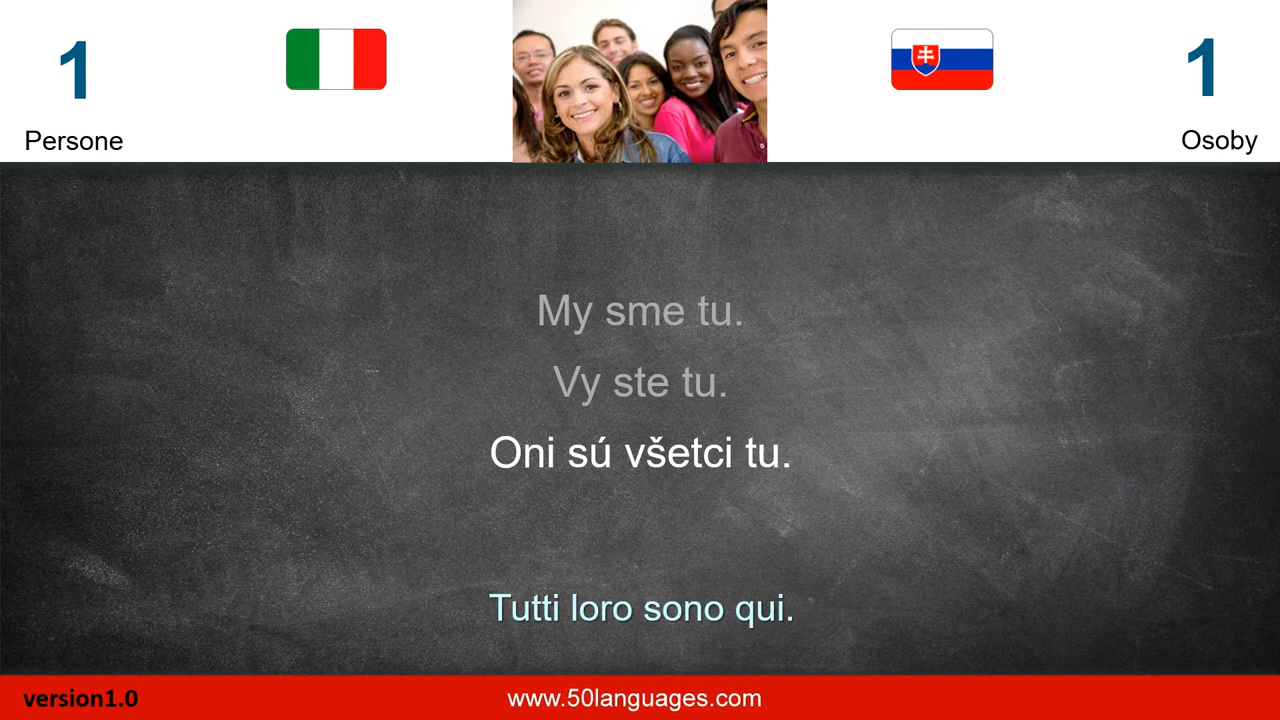 1
1
Persone
Osoby
My sme tu.
Vy ste tu.
Oni sú všetci tu.
Tutti loro sono qui.
version1.0
www.50languages.com